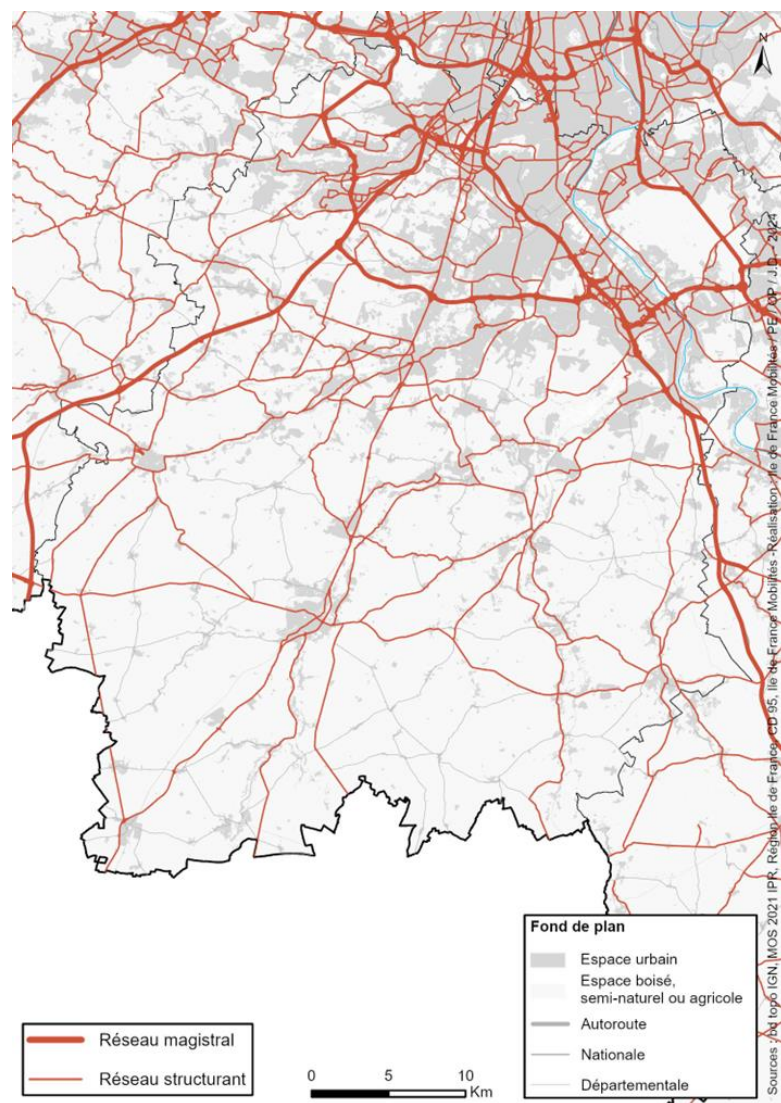 N
Sources : bd topo IGN, MOS 2021 IPR, Région Ile de France, CD 95, Ile de France Mobilités - Réalisation : Ile de France Mobilités /
Fond de plan
Espace urbain
Espace boisé,
semi-naturel ou agricole
Autoroute
Nationale
Départementale
Réseau magistral
Réseau structurant
0 5 10
Km